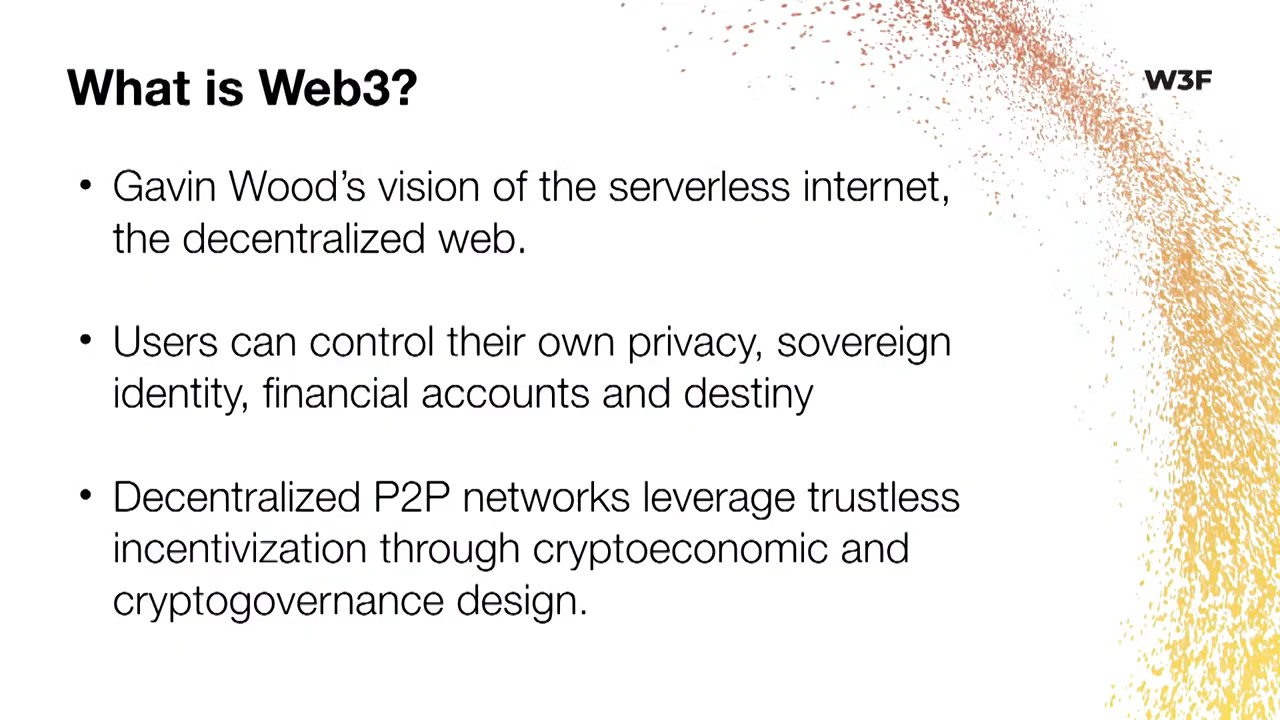 What is Web3?
W3F
• Gavin Wood’s vision of the serverless internet,
the decentralized web.
• Users can control their own privacy, sovereign
identity, financial accounts and destiny
• Decentralized P2P networks leverage trustless
incentivization through cryptoeconomic and
cryptogovernance design.